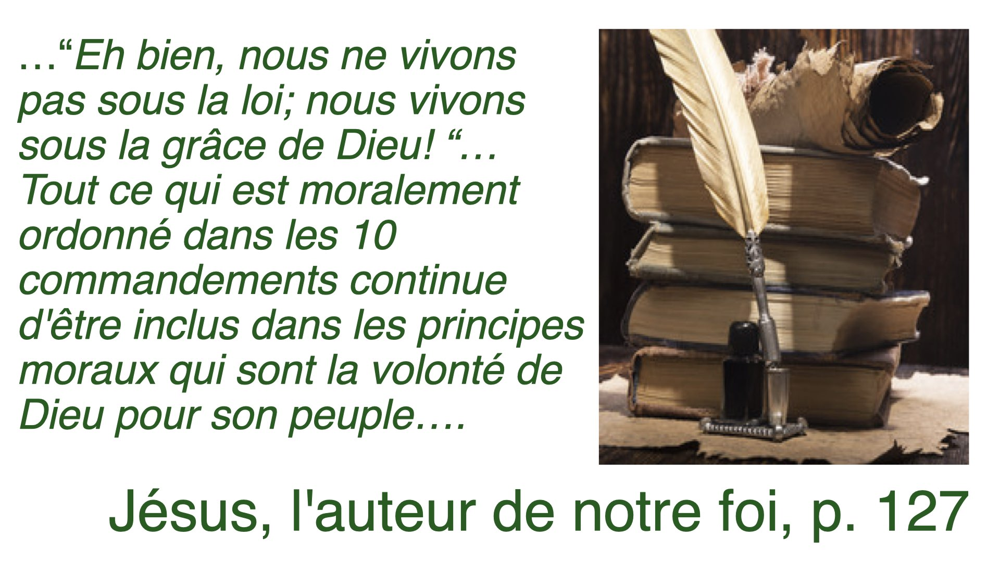 …“Eh bien, nous ne vivons
pas sous la loi; nous vivons
sous la grâce de Dieu! “…
Tout ce qui est moralement
ordonné dans les 10
commandements continue
d'être inclus dans les principes
moraux qui sont la volonté de
Dieu pour son peuple….
Jésus, l'auteur de notre foi, p. 127